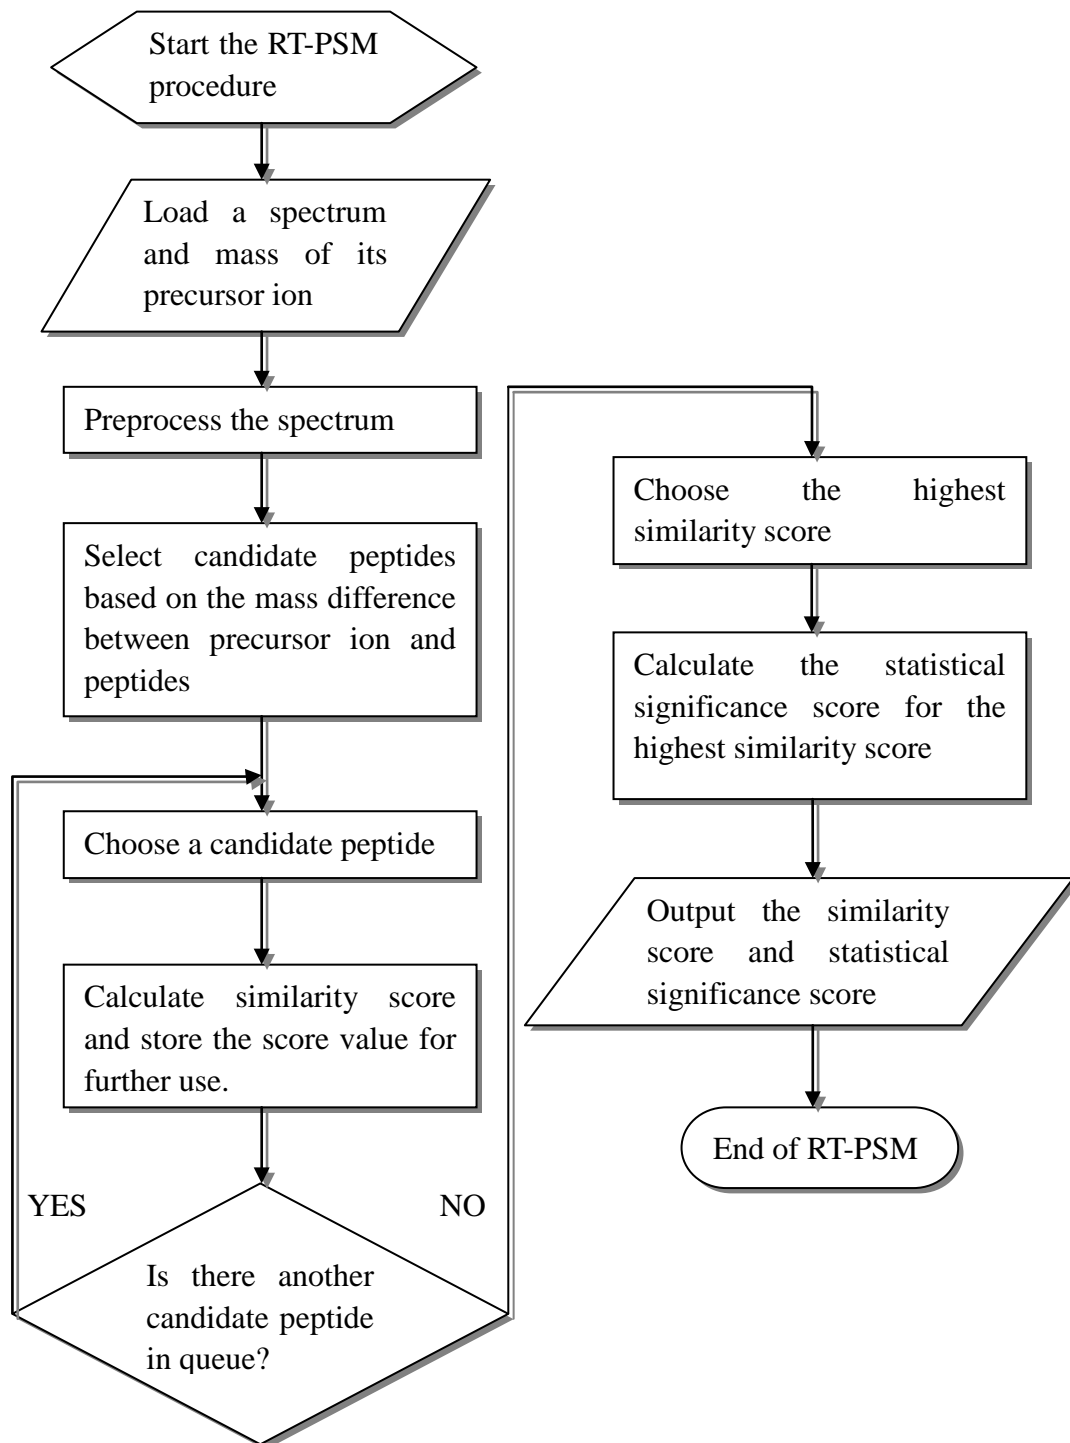 Start the RT-PSM
procedure
Load a spectrum
and mass of its
precursor ion
Preprocess the spectrum
Select candidate peptides
based on the mass difference
between precursor ion and
peptides
Choose a candidate peptide
Calculate similarity score
and store the score value for
further use.
YES
NO
Is there another
candidate peptide
in queue?
Choose the highest
similarity score
Calculate the statistical
significance score for the
highest similarity score
Output the similarity
score and statistical
significance score
End of RT-PSM